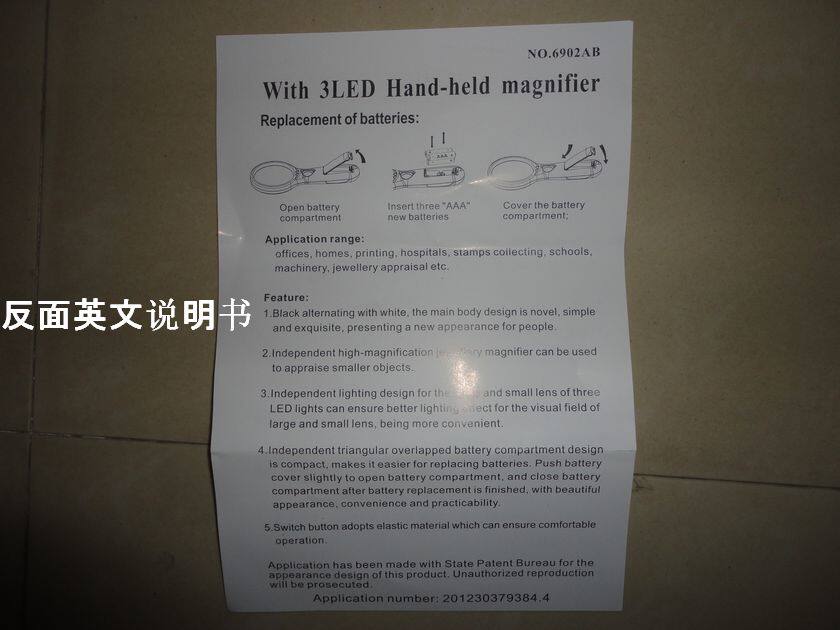 NO.6902AB
With 3LED Hand-held magnifier
Replacement of batteries:
AAA
Open battery
compartment
Insert three "AAA"
new batteries
Cover the battery
compartment;
Application range:
offices, homes, printing, hospitals, stamps collecting, schools,
machinery, jewellery appraisal etc.
Feature:
1.Black alternating with white, the main body design is novel, simple
and exquisite, presenting a new appearance for people.
反面英文说明书
2.Independent high-magnification magnifier can be used
to appraise smaller objects.
3.Independent lighting design for the and small lens of three
LED lights can ensure better lighting effect for the visual field of
large and small lens, being more convenient.
4.Independent triangular overlapped battery compartment design
is compact, makes it easier for replacing batteries. Push battery
cover slightly to open battery compartment, and close battery
compartment after battery replacement is finished, with beautiful
appearance, convenience and practicability.
5.Switch button adopts elastic material which can ensure comfortable
operation.
Application has been made with State Patent Bureau for the
appearance design of this product. Unauthorized reproduction
will be prosecuted.
Application number: 201230379384.4